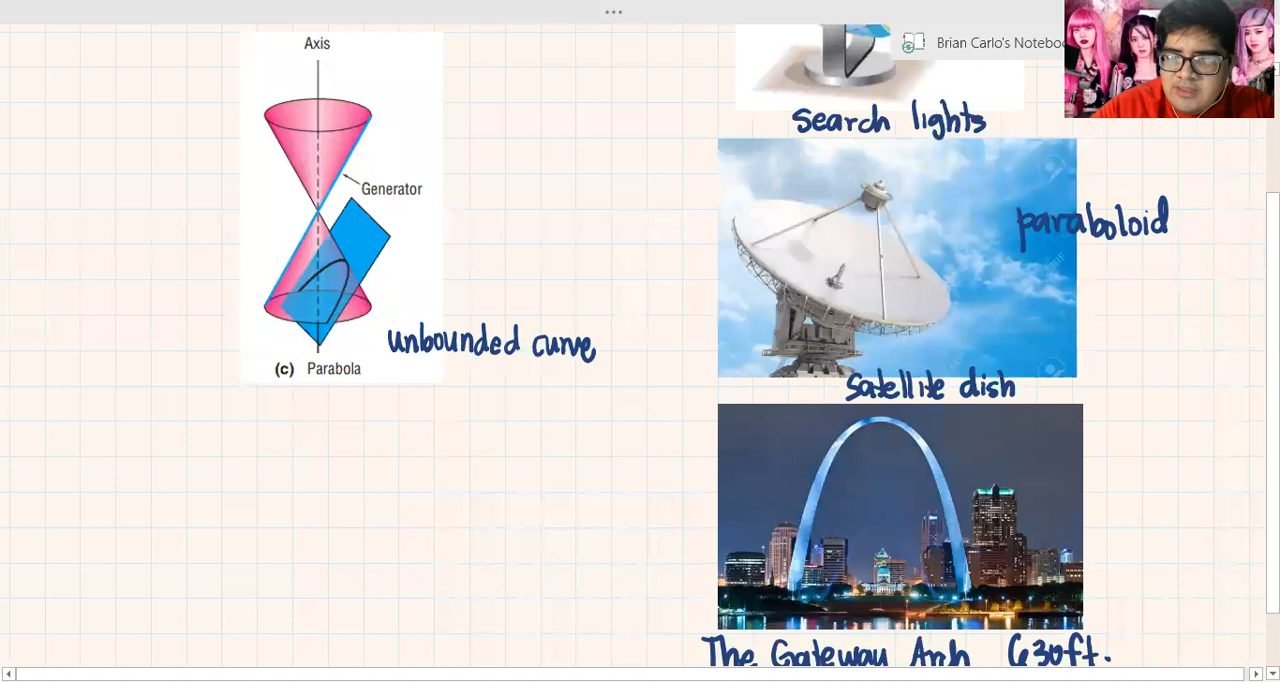 Brian Carlo's Notebo
Axis
Generator
(c) Parabola
unbounded curve
search lights
paraboloid
satellite dish
The Gateway Arch 630ft.